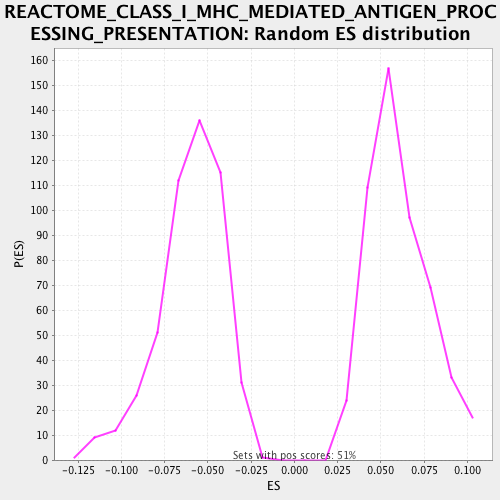 REACTOME_CLASS_I_MHC_MEDIATED_ANTIGEN_PROC
ESSING_PRESENTATION: Random ES distribution
160
150
140
130
120
110
100
90
80
70
60
50
40
30
20
10
0
P(ES)
Sets with pos scores: 51%
-0.125 -0.100 -0.075 -0.050 -0.025 0.000 0.025 0.050 0.075 0.100
ES